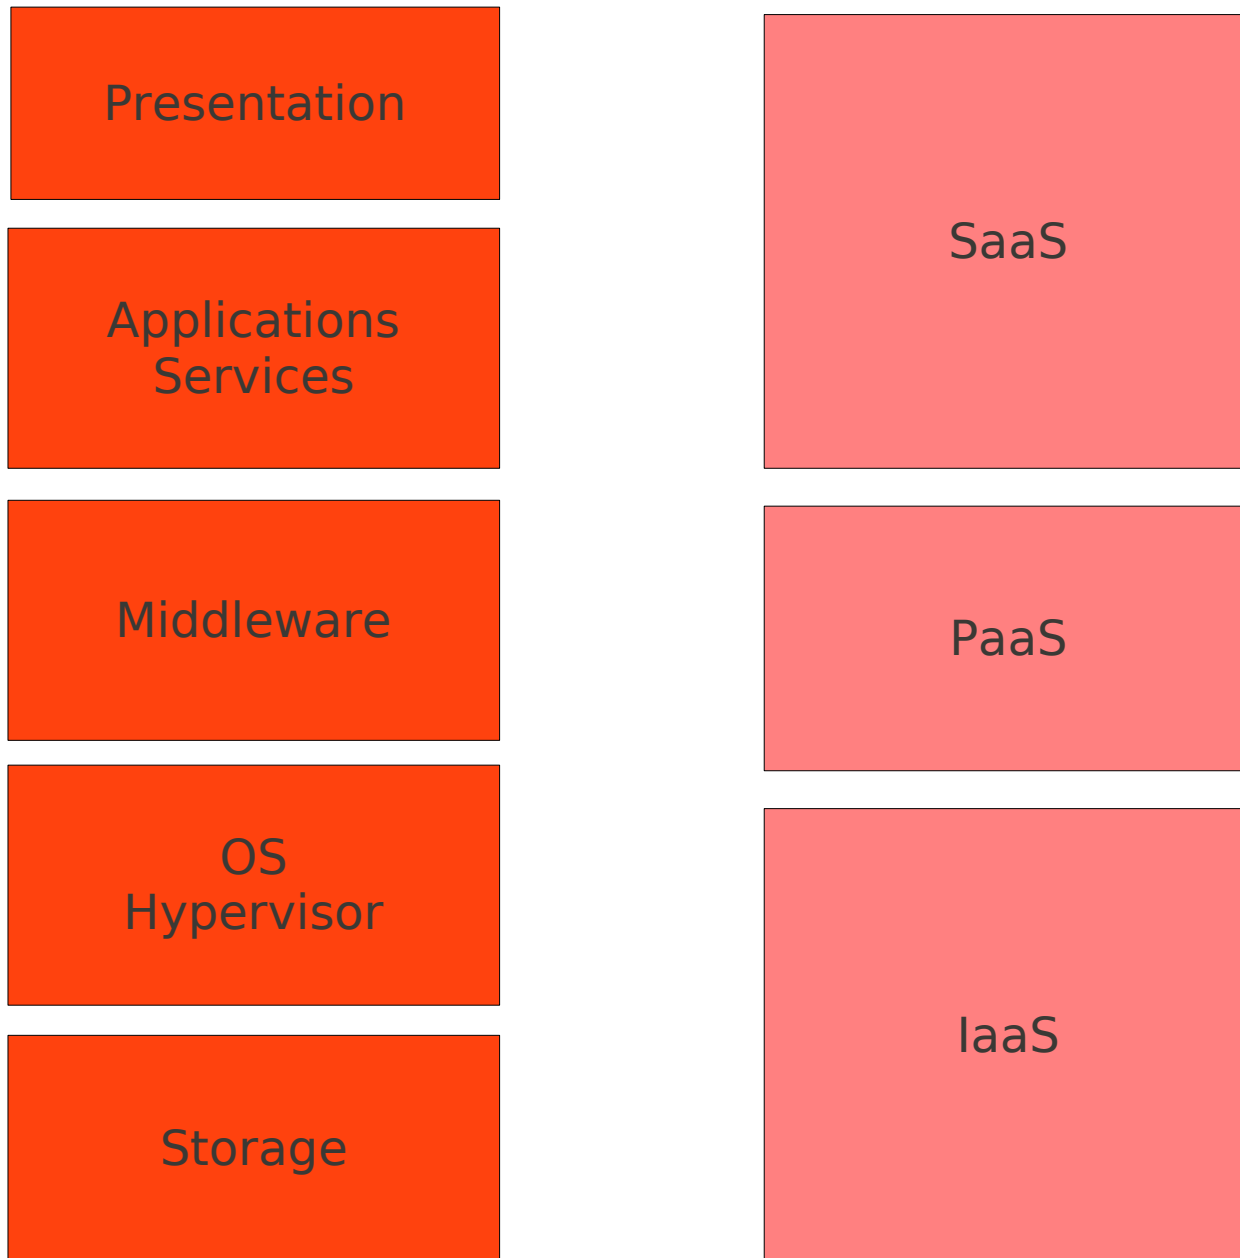 Presentation
Applications
Services
Middleware
OS
Hypervisor
Storage
SaaS
PaaS
IaaS